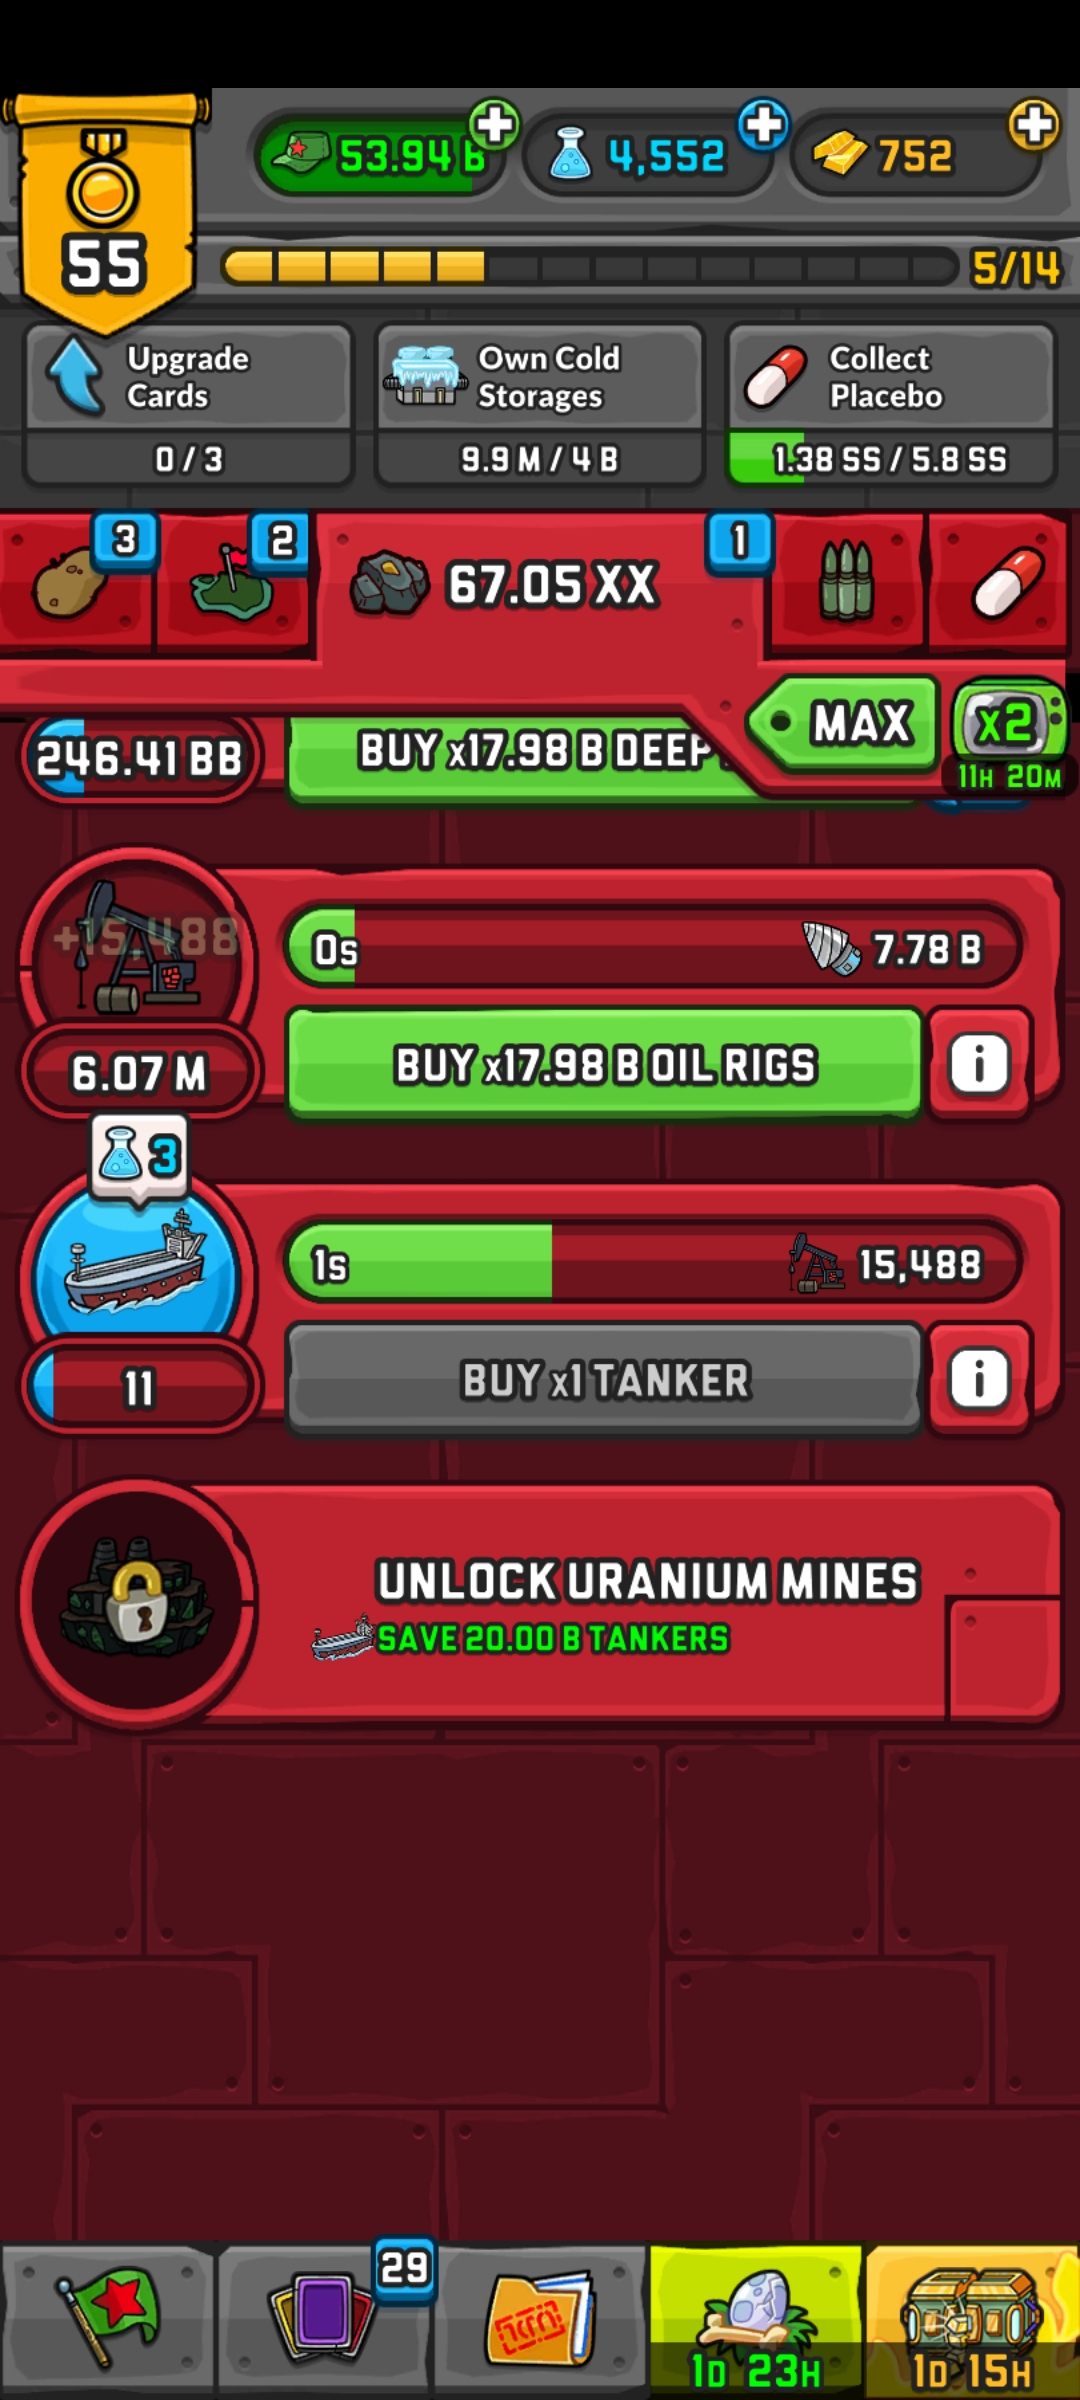 53.94 B
4,552
752
55
5/14
Upgrade
Cards
0 / 3
Own Cold
Storages
9.9 M / 4 B
Collect
Placebo
1.38 SS / 5.8 SS
3
2
67.05 XX
1
MAX
x2
11H 20M
246.41 BB
BUY x17.98 B DEEP
+15,488
0s
7.78 B
6.07 M
BUY x17.98 B OIL RIGS
i
3
1s
15,488
11
BUY x1 TANKER
i
UNLOCK URANIUM MINES
SAVE 20.00 B TANKERS
29
1D 23H
1D 15H